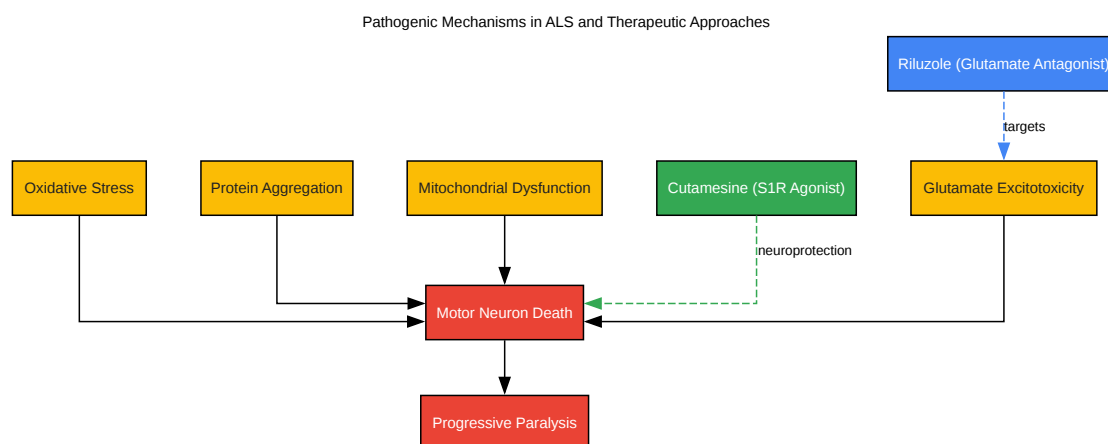 Pathogenic Mechanisms in ALS and Therapeutic Approaches
Riluzole (Glutamate Antagonist)
targets
Oxidative Stress
Protein Aggregation
Mitochondrial Dysfunction
Cutamesine (S1R Agonist)
Glutamate Excitotoxicity
neuroprotection
Motor Neuron Death
Progressive Paralysis